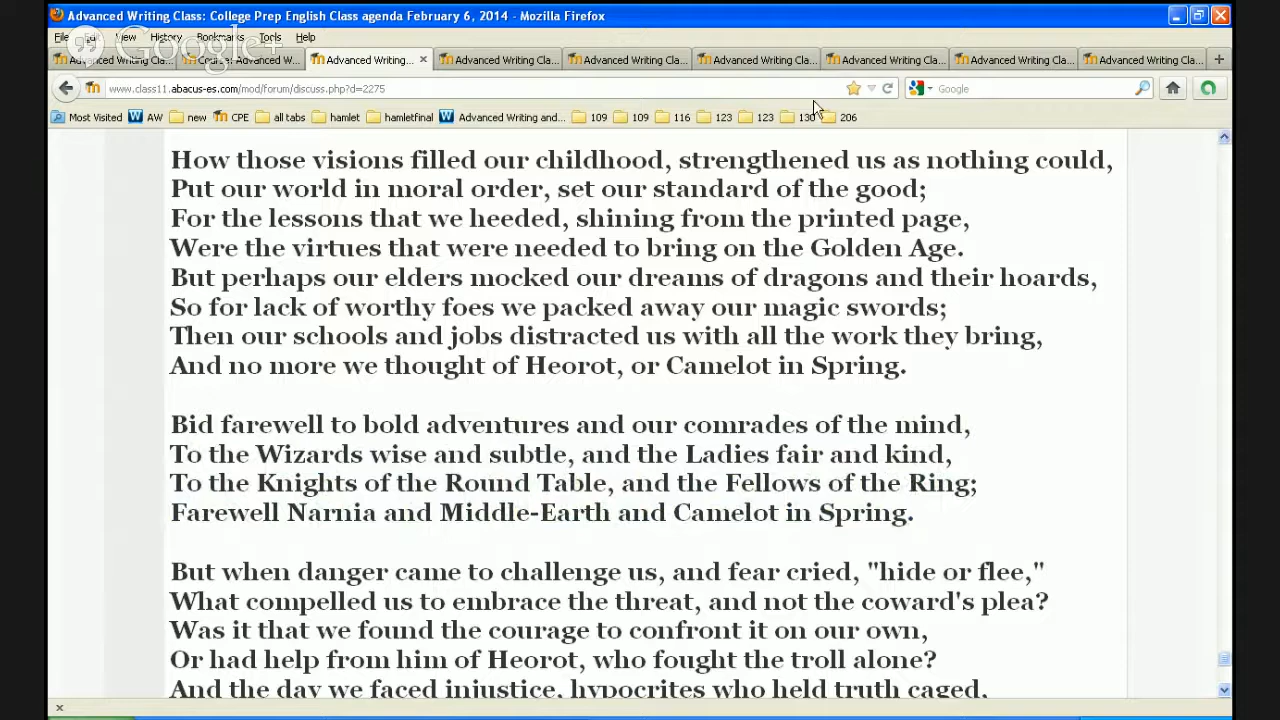 Advanced Writing Class: College Prep English Class agenda February 6, 2014 - Mozilla Firefox
File Edit View History Bookmarks Tools Help
Google+
Advanced Writing Cla... Course: Advanced W... Advanced Writing... Advanced Writing Cla... Advanced Writing Cla... Advanced Writing Cla... Advanced Writing Cla... Advanced Writing Cla... Advanced Writing Cla...
www.class11.abacus-es.com/mod/forum/discuss.php?d=2275 Google
Most Visited AW new CPE all tabs hamlet hamletfinal Advanced Writing and... 109 109 116 123 123 130 206
How those visions filled our childhood, strengthened us as nothing could,
Put our world in moral order, set our standard of the good;
For the lessons that we heeded, shining from the printed page,
Were the virtues that were needed to bring on the Golden Age.
But perhaps our elders mocked our dreams of dragons and their hoards,
So for lack of worthy foes we packed away our magic swords;
Then our schools and jobs distracted us with all the work they bring,
And no more we thought of Heorot, or Camelot in Spring.
Bid farewell to bold adventures and our comrades of the mind,
To the Wizards wise and subtle, and the Ladies fair and kind,
To the Knights of the Round Table, and the Fellows of the Ring;
Farewell Narnia and Middle-Earth and Camelot in Spring.
But when danger came to challenge us, and fear cried, "hide or flee,"
What compelled us to embrace the threat, and not the coward's plea?
Was it that we found the courage to confront it on our own,
Or had help from him of Heorot, who fought the troll alone?
And the day we faced injustice, hypocrites who held truth caged,